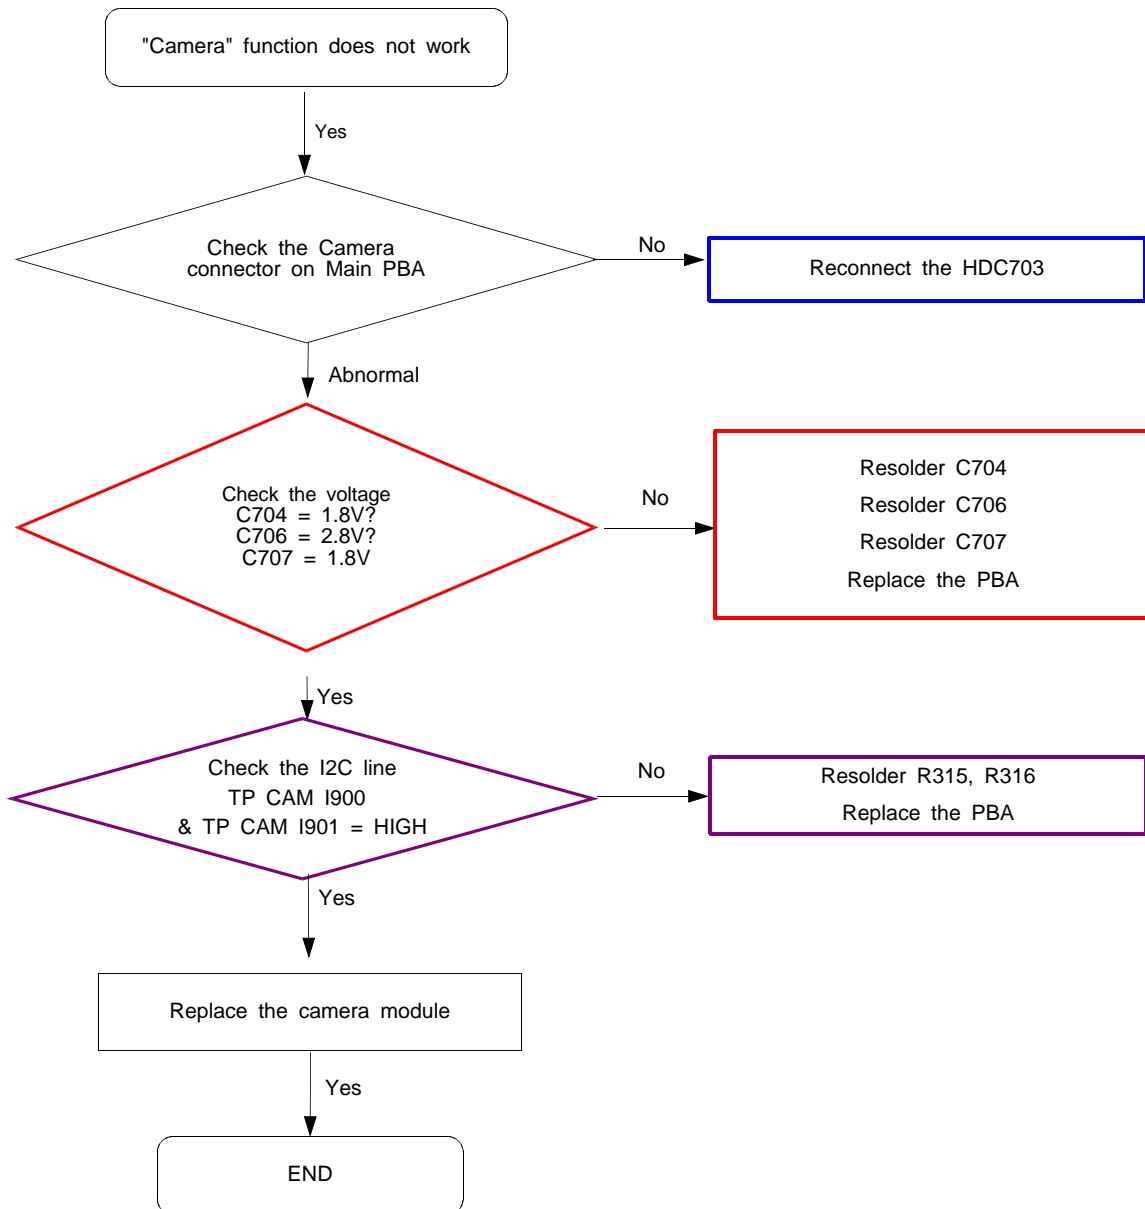 "Camera" function does not work
Yes
Check the Camera
connector on Main PBA
No
Reconnect the HDC703
Abnormal
Check the voltage
C704 = 1.8V?
C706 = 2.8V?
C707 = 1.8V
No
Resolder C704
Resolder C706
Resolder C707
Replace the PBA
Yes
Check the I2C line
TP CAM I900
& TP CAM I901 = HIGH
No
Resolder R315, R316
Replace the PBA
Yes
Replace the camera module
Yes
END